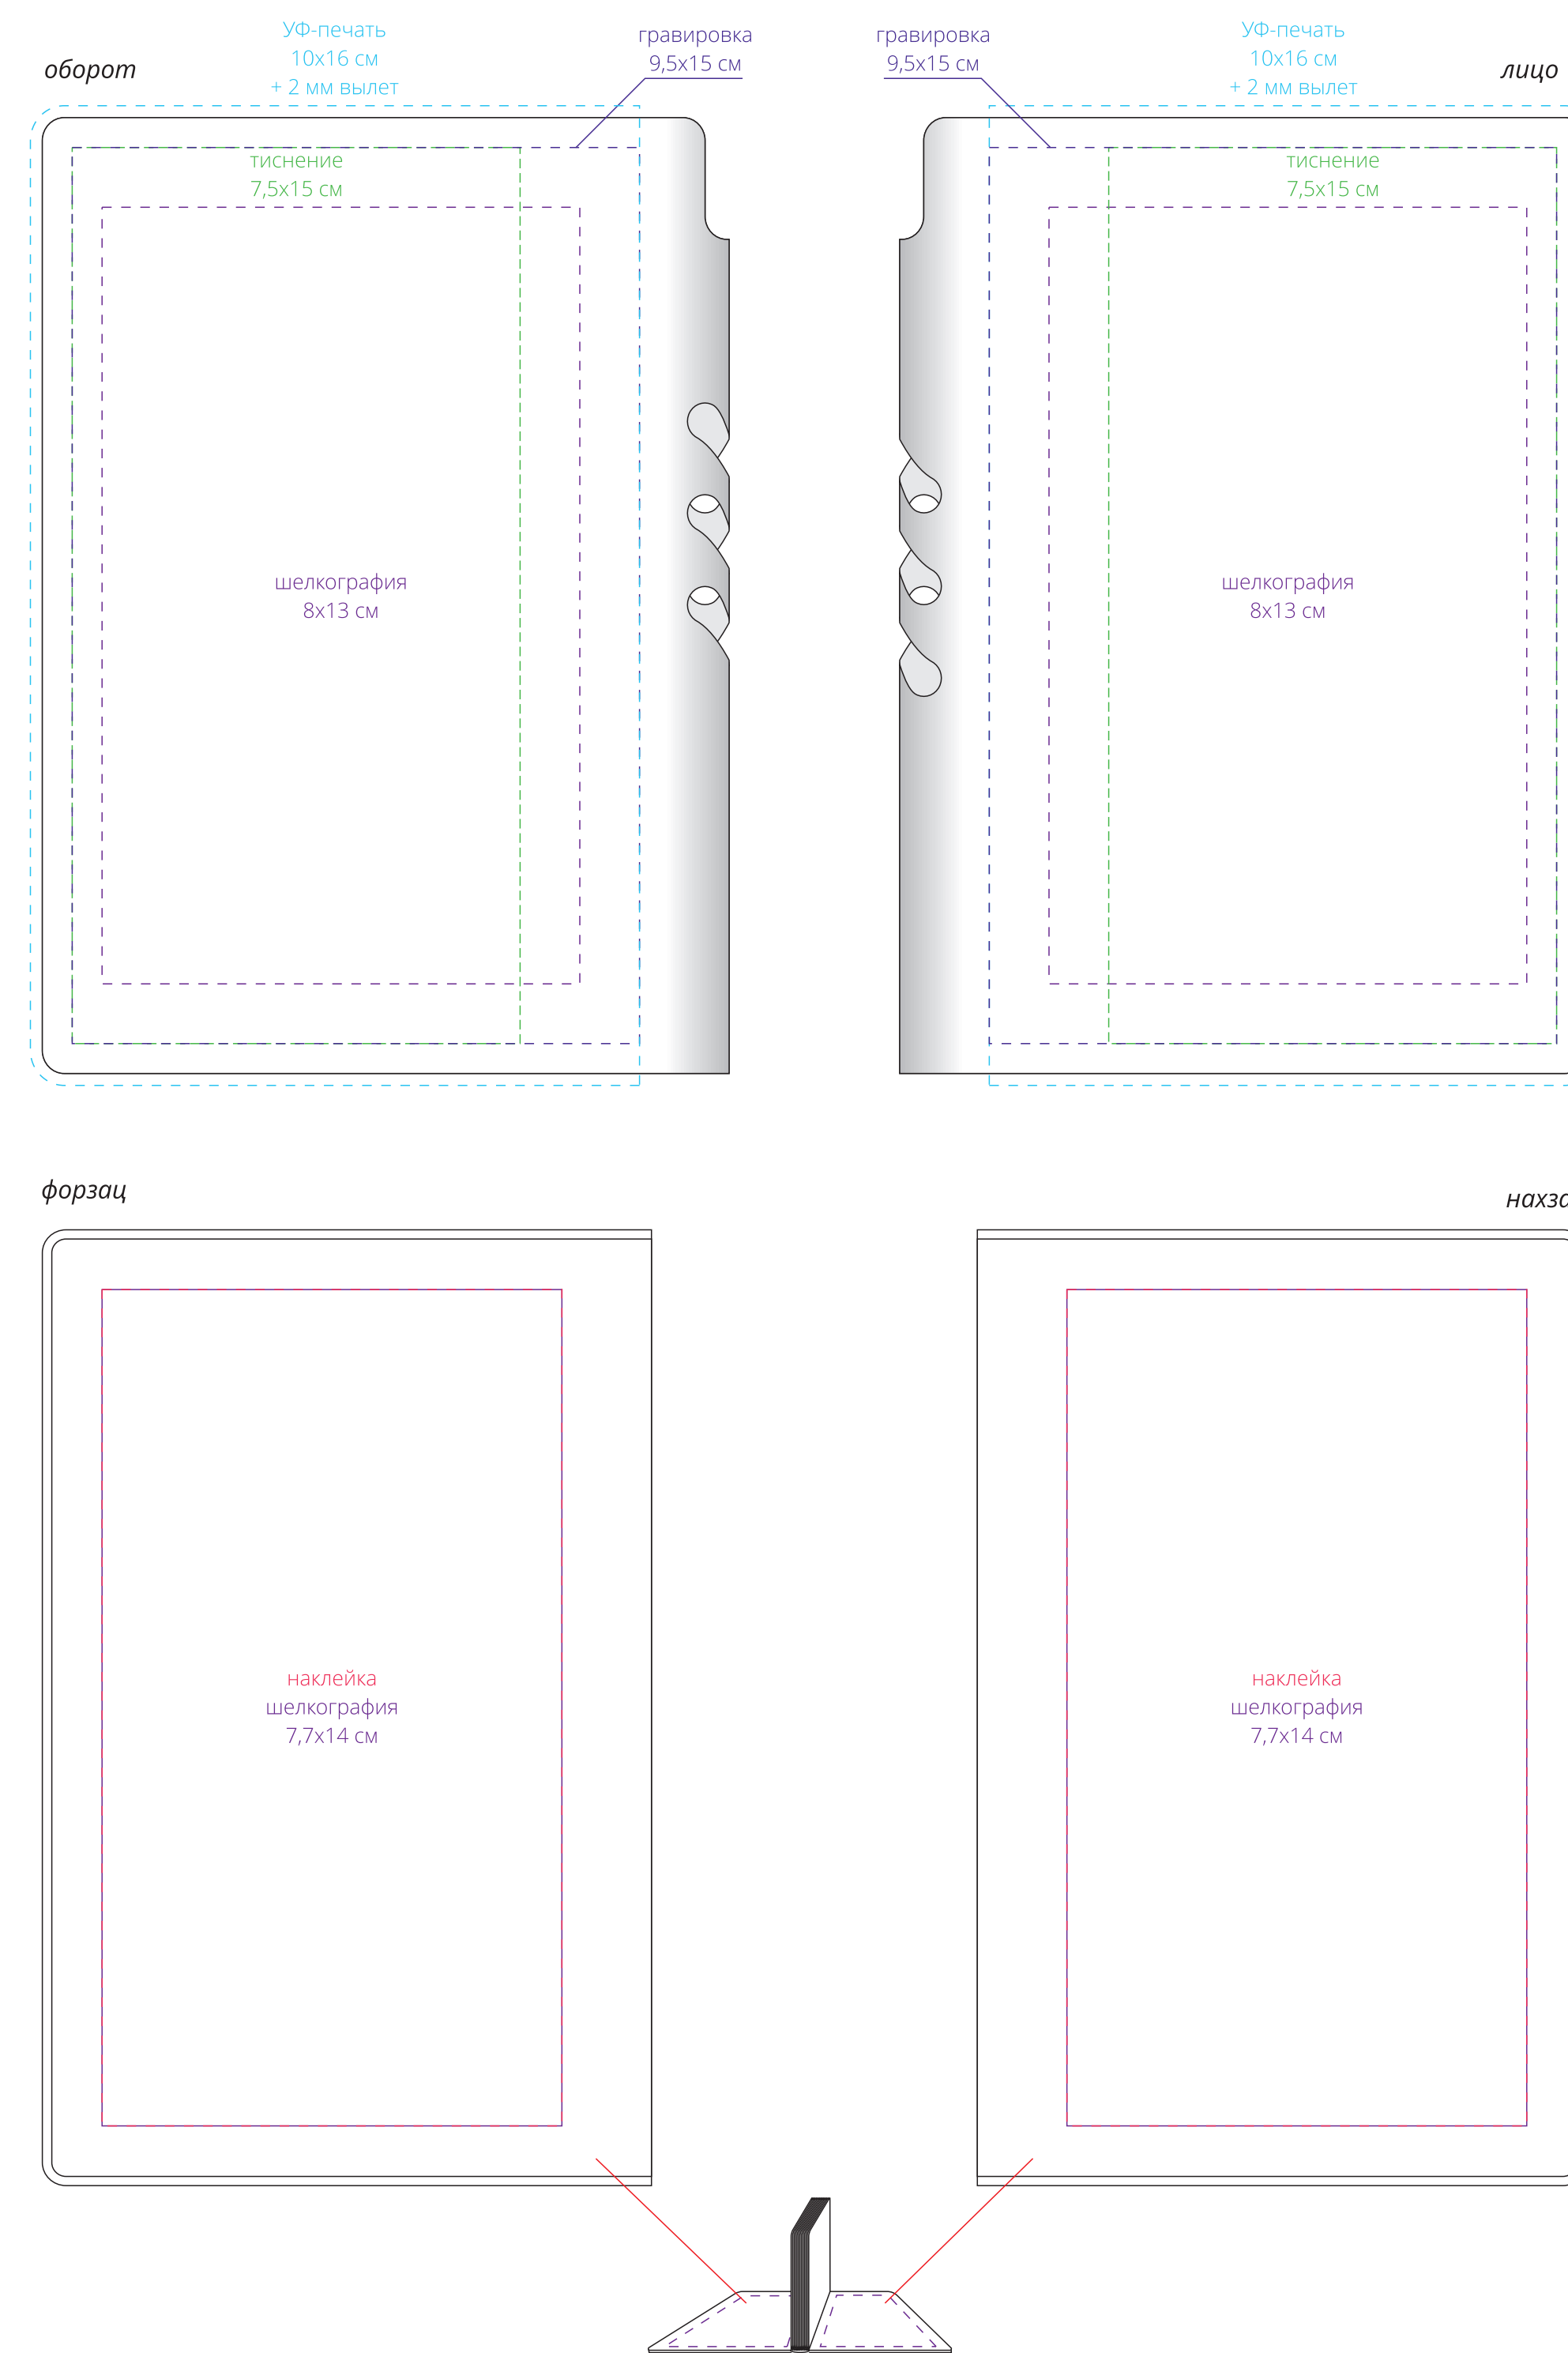 оборот
УФ-печать
10х16 см
+ 2 мм вылет
гравировка
9,5х15 см
гравировка
9,5х15 см
УФ-печать
10х16 см
+ 2 мм вылет
лицо
тиснение
7,5х15 см
тиснение
7,5х15 см
шелкография
8х13 см
шелкография
8х13 см
форзац
нахза
наклейка
шелкография
7,7х14 см
наклейка
шелкография
7,7х14 см